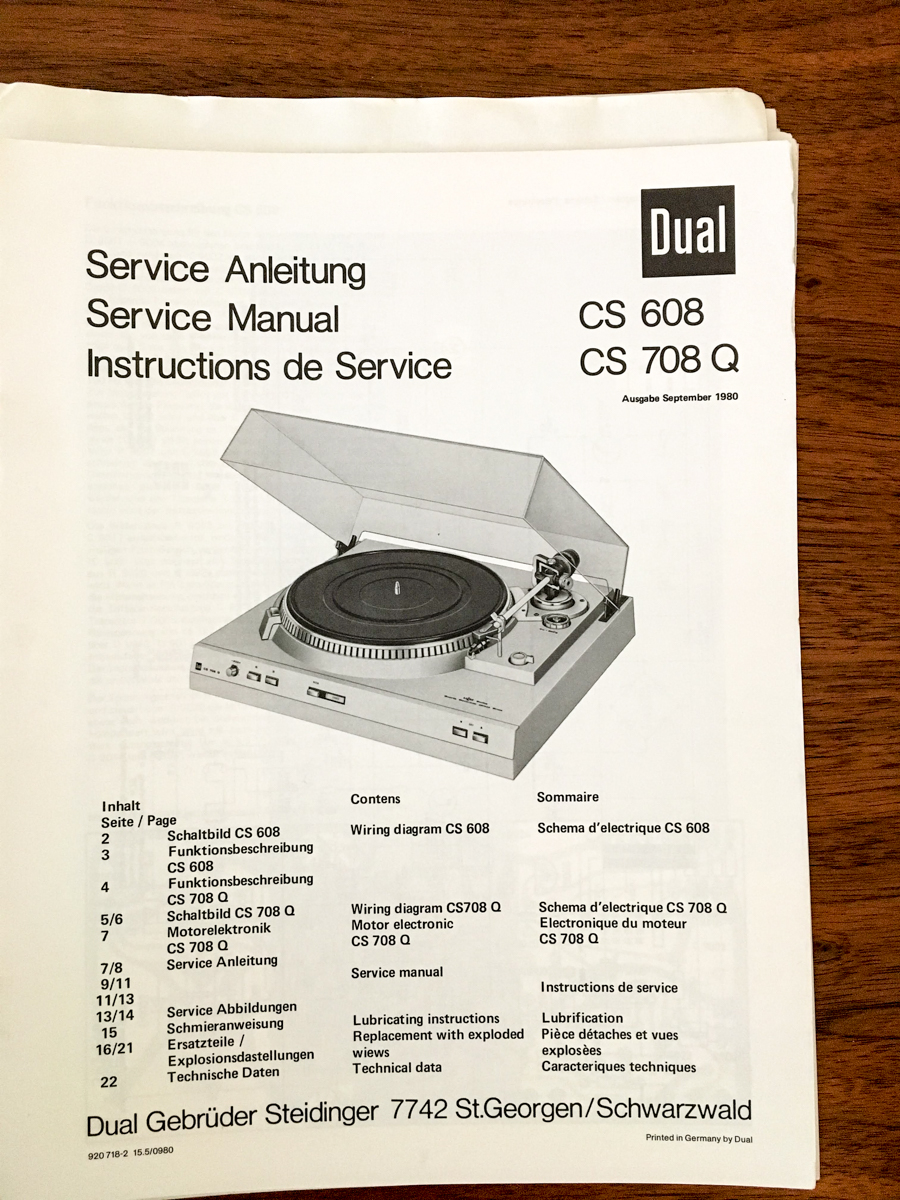 Dual
Service Anleitung
Service Manual
Instructions de Service
CS 608
CS 708 Q
Ausgabe September 1980
Inhalt Contens Sommaire
Seite / Page
2 Schaltbild CS 608 Wiring diagram CS 608 Schema d'electrique CS 608
3 Funktionsbeschreibung
CS 608
4 Funktionsbeschreibung
CS 708 Q
5/6 Schaltbild CS 708 Q Wiring diagram CS708 Q Schema d'electrique CS 708 Q
7 Motorelektronik Motor electronic Electronique du moteur
CS 708 Q CS 708 Q CS 708 Q
7/8 Service Anleitung
9/11 Service manual
11/13 Instructions de service
13/14 Service Abbildungen
15 Schmieranweisung Lubricating instructions Lubrification
16/21 Ersatzteile / Replacement with exploded Pièce détaches et vues
Explosionsdastellungen wiews explosèes
22 Technische Daten Technical data Caracteriques techniques
Dual Gebrüder Steidinger 7742 St.Georgen/Schwarzwald
920 718-2 15.5/0980
Printed in Germany by Dual